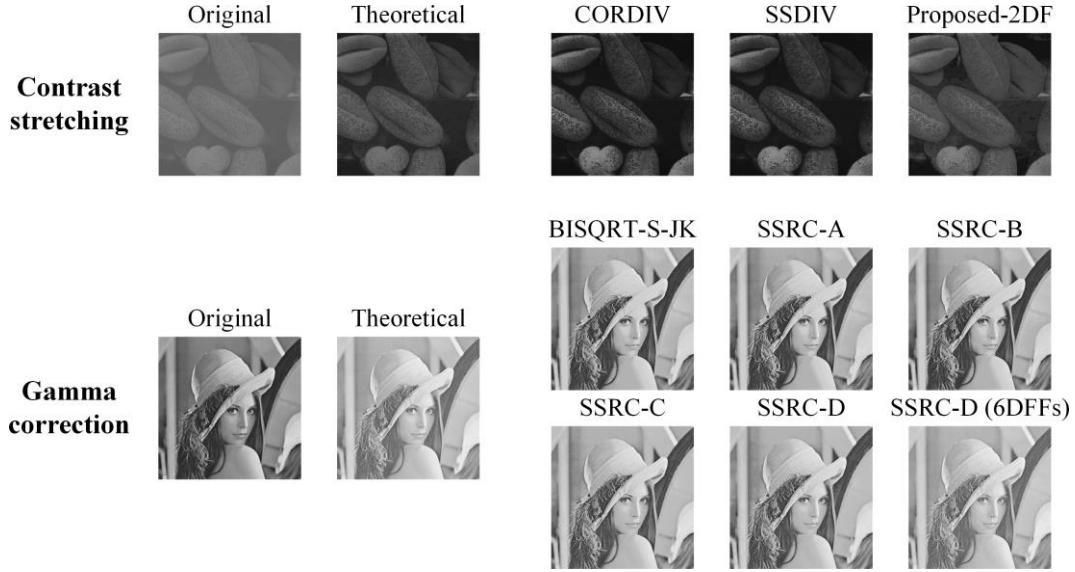 Original
Theoretical
CORDIV
SSDIV
Proposed-2DF
Contrast
stretching
BISQRT-S-JK
SSRC-A
SSRC-B
Original
Theoretical
Gamma
correction
SSRC-C
SSRC-D
SSRC-D (6DFFs)